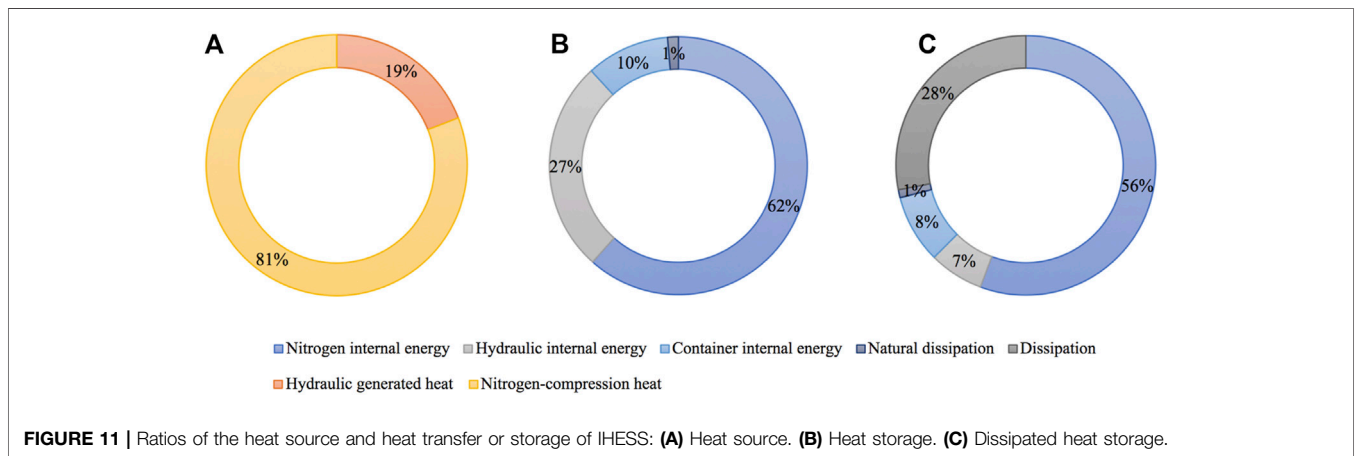 A
19%
81%
B
1%
10%
27%
62%
C
28%
1%
8%
7%
56%
Nitrogen internal energy Hydraulic internal energy Container internal energy Natural dissipation Dissipation
Hydraulic generated heat Nitrogen-compression heat
FIGURE 11 | Ratios of the heat source and heat transfer or storage of IHESS: (A) Heat source. (B) Heat storage. (C) Dissipated heat storage.